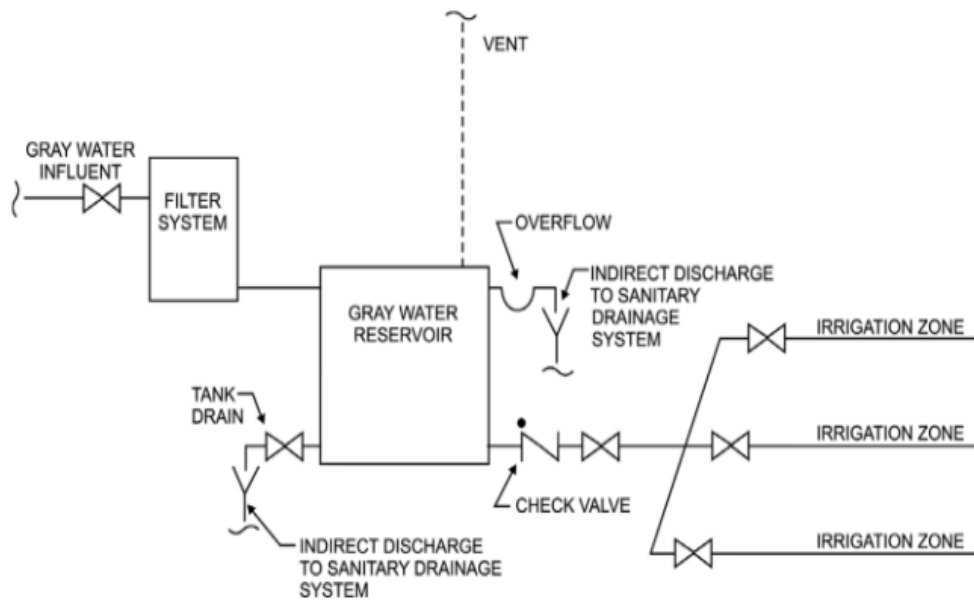 VENT
GRAY WATER
INFLUENT
FILTER
SYSTEM
OVERFLOW
INDIRECT DISCHARGE
TO SANITARY
DRAINAGE
SYSTEM
GRAY WATER
RESERVOIR
IRRIGATION ZONE
TANK
DRAIN
IRRIGATION ZONE
CHECK VALVE
IRRIGATION ZONE
INDIRECT DISCHARGE
TO SANITARY DRAINAGE
SYSTEM